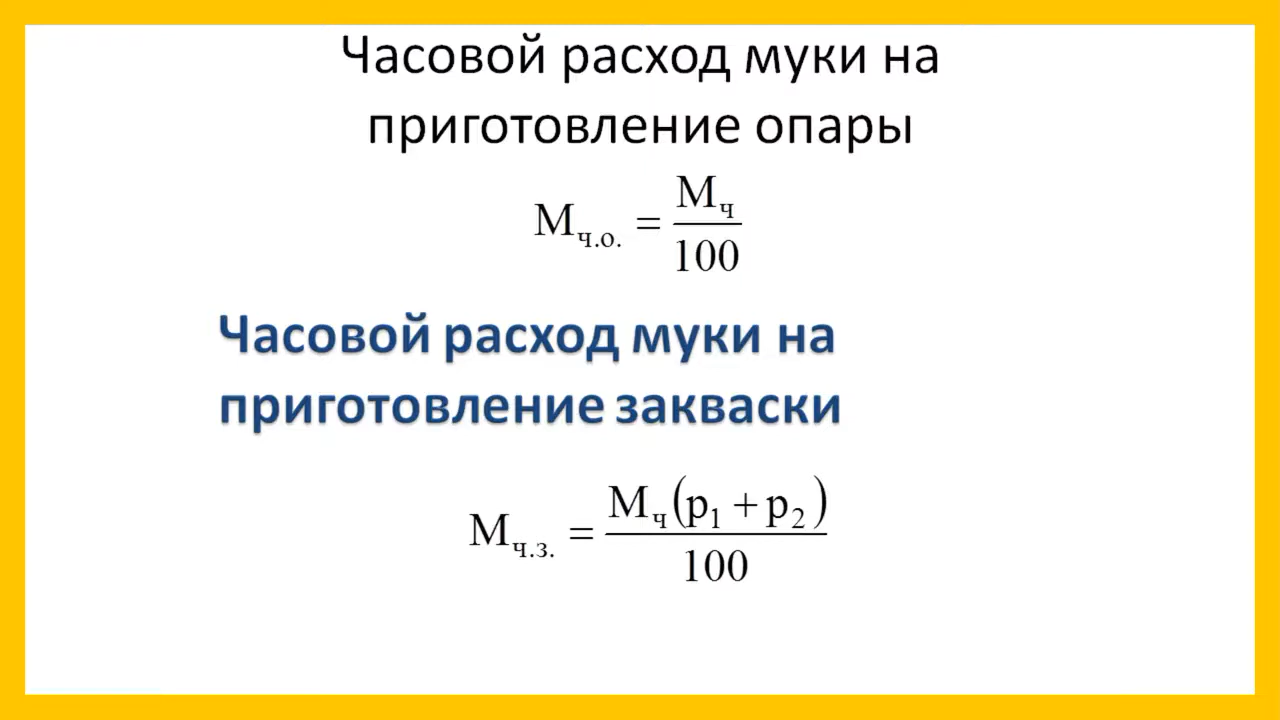 Часовой расход муки на
приготовление опары
Мч.о. = Мч / 100
Часовой расход муки на
приготовление закваски
Мч.з. = Мч(p1 + p2) / 100